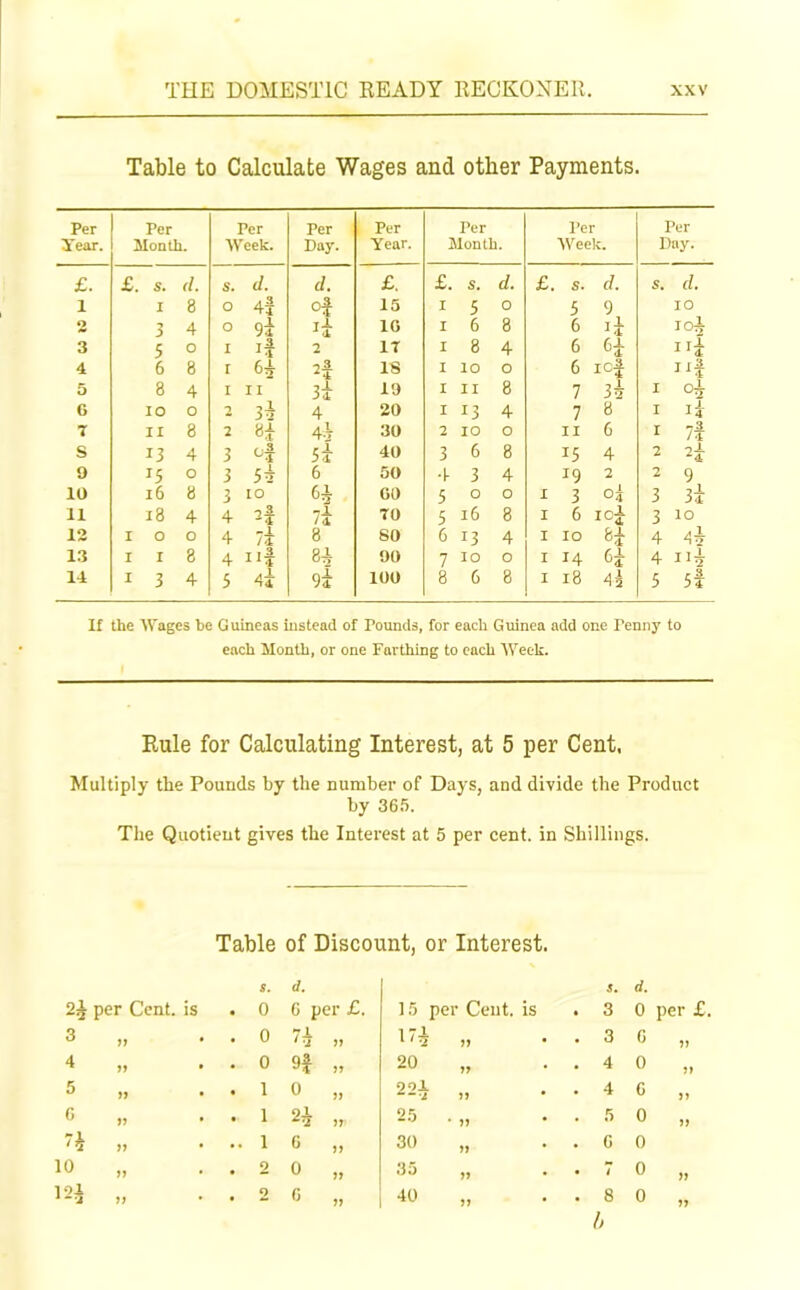 THE DOMESTIC READY RECKONER. xxv
Table to Calculate Wages and other Payments.
Per Year. Per Month. Per Week. Per Day. Per Year. Per Month. Per Week. Per Day.
£. £. s. d. s. d. d. £. £. s. d. £. s. d. s. d.
1 1 8 0 4¾ 0¾ 15 1 5 0 5 9 10
2 3 4 0 9¼ 1¼ 16 1 6 8 6 1¼ 10½
3 5 0 1 1¾ 2 17 1 8 4 6 6¼ 11¼
4 6 8 1 6½ 2¾ 18 1 10 0 6 10¾ 11¾
5 8 4 1 11 3¼ 19 1 11 8 7 3½ 1 0½
6 10 0 2 3½ 4 20 1 13 4 7 8 1 1¼
7 11 8 2 8¼ 4½ 30 2 10 0 11 6 1 7¾
8 13 4 3 0¾ 5¼ 40 3 6 8 15 4 2 2¼
9 15 0 3 5½ 6 50 4 3 4 19 2 2 9
10 16 8 3 10 6½ 60 5 0 0 1 3 0¼ 3 3¼
11 18 4 4 2¾ 7¼ 70 5 16 8 1 6 10¼ 3 10
12 1 0 0 4 7¼ 8 80 6 13 4 1 10 8¼ 4 4½
13 1 1 8 4 11¾ 8½ 90 7 10 0 1 14 6¼ 4 11½
14 1 3 4 5 4¼ 9¼ 100 8 6 8 1 18 4½ 5 5¾
If the Wages be Guineas instead of Pounds, for each Guinea add one Penny to
each Month, or one Farthing to each Week.
Rule for Calculating Interest, at 5 per Cent.
Multiply the Pounds by the number of Days, and divide the Product
by 365.
The Quotient gives the Interest at 5 per cent. in Shillings.
Table of Discount, or Interest.
s. d. s. d.
2½ per Cent. is . 0 6 per £. 15 per Cent. is . 3 0 per £.
3 „ . . 0 7½ „ 17½ „ . . 3 6 „
4 „ . . 0 9¾ „ 20 „ . . 4 0 „
5 „ . . 1 0 „ 22½ „ . . 4 6 „
6 „ . . 1 2½ „ 25 . „ . . 5 0 „
7½ „ . .. 1 6 „ 30 „ . . 6 0
10 „ . . 2 0 „ 35 „ . . 7 0 „
12½ „ . . 2 6 „ 40 „ . . 8 0 „
b